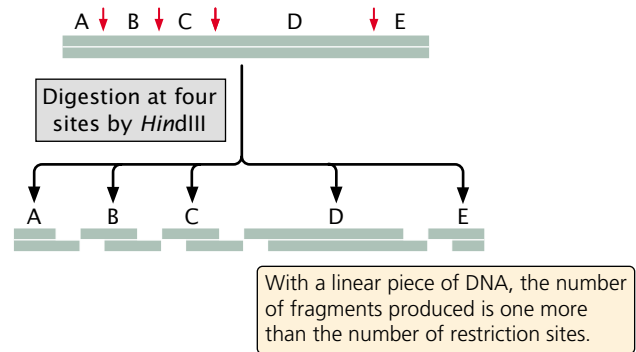 A B C D E
Digestion at four
sites by HindIII
A B C D E
With a linear piece of DNA, the number
of fragments produced is one more
than the number of restriction sites.